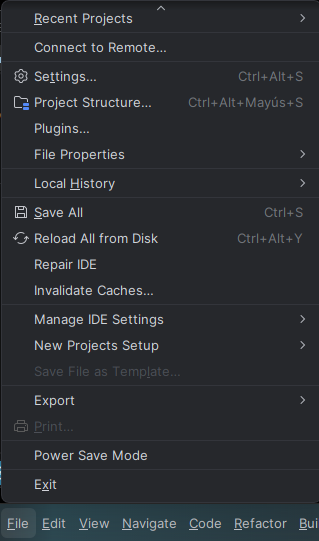 Recent Projects
Connect to Remote...
Settings... Ctrl+Alt+S
Project Structure... Ctrl+Alt+Mayús+S
Plugins...
File Properties
Local History
Save All Ctrl+S
Reload All from Disk Ctrl+Alt+Y
Repair IDE
Invalidate Caches...
Manage IDE Settings
New Projects Setup
Save File as Template...
Export
Print...
Power Save Mode
Exit
File Edit View Navigate Code Refactor Bui